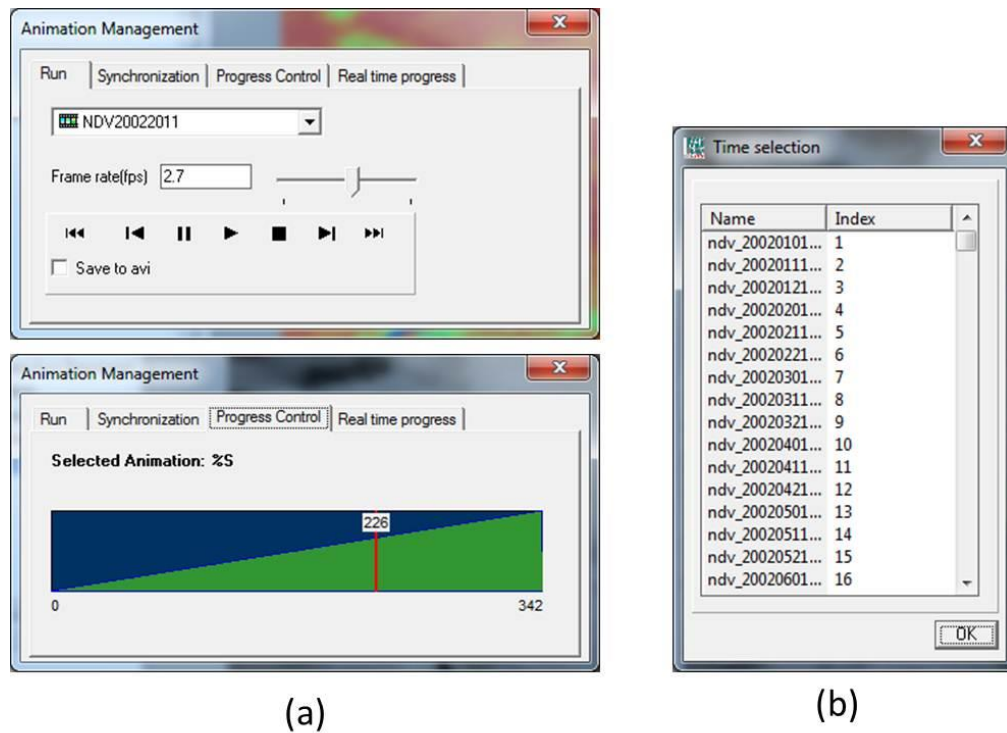 Animation Management
Run Synchronization Progress Control Real time progress
NDV20022011
Frame rate(fps) 2.7
Save to avi
Animation Management
Run Synchronization Progress Control Real time progress
Selected Animation: %S
226
0 342
(a)
Time selection
Name Index
ndv_20020101... 1
ndv_20020111... 2
ndv_20020121... 3
ndv_20020201... 4
ndv_20020211... 5
ndv_20020221... 6
ndv_20020301... 7
ndv_20020311... 8
ndv_20020321... 9
ndv_20020401... 10
ndv_20020411... 11
ndv_20020421... 12
ndv_20020501... 13
ndv_20020511... 14
ndv_20020521... 15
ndv_20020601... 16
OK
(b)